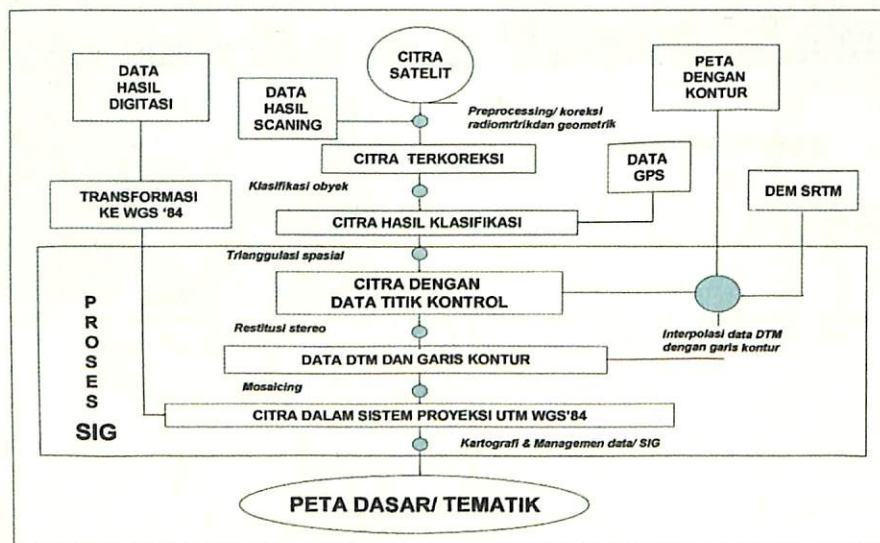 DATA
HASIL
DIGITASI
CITRA
SATELIT
PETA
DENGAN
KONTUR
DATA
HASIL
SCANING
Preprocessing/ koreksi
radiomrtrikdan geometrik
CITRA TERKOREKSI
DATA
GPS
Klasifikasi obyek
TRANSFORMASI
KE WGS '84
DEM SRTM
CITRA HASIL KLASIFIKASI
Trianggulasi spasial
CITRA DENGAN
DATA TITIK KONTROL
PROSES
SIG
Restitusi stereo
Interpolasi data DTM
dengan garis kontur
DATA DTM DAN GARIS KONTUR
Mosaicing
CITRA DALAM SISTEM PROYEKSI UTM WGS'84
Kartografi & Managemen data/ SIG
PETA DASAR/ TEMATIK